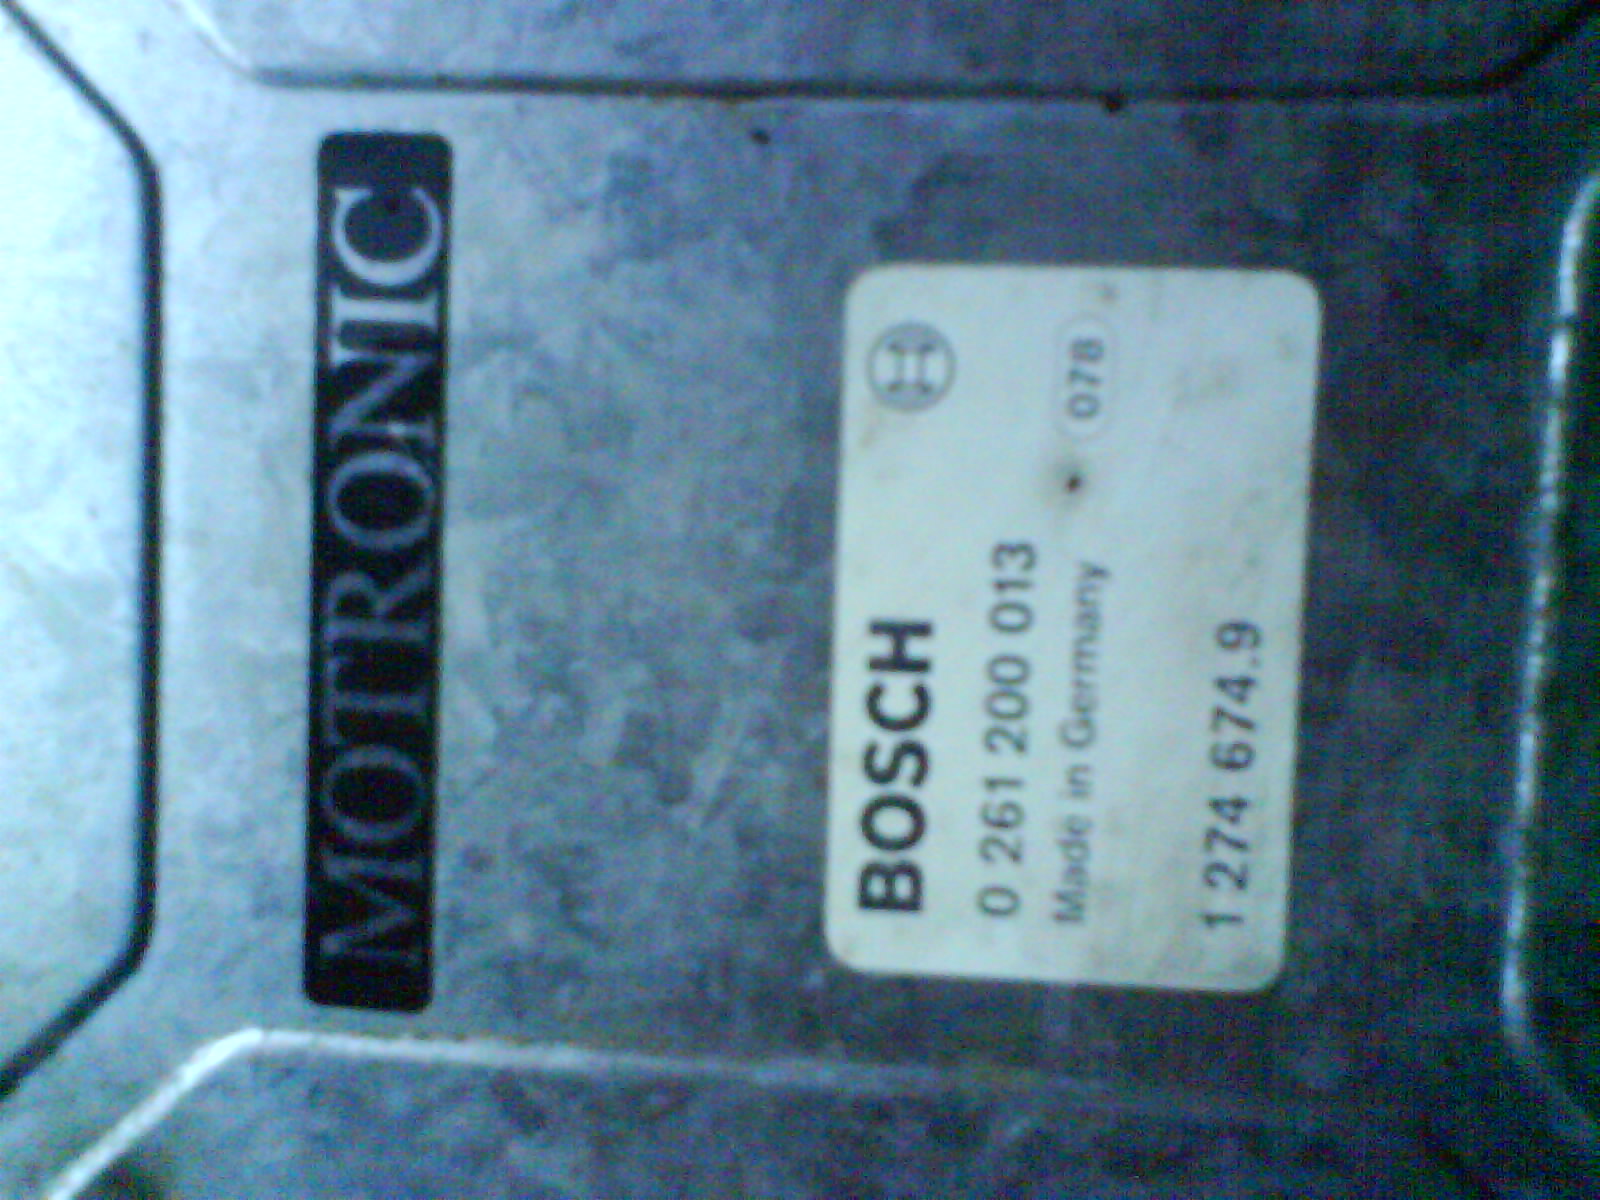 MOTRONIC
BOSCH
0 261 200 013
Made in Germany 078
1 274 674.9